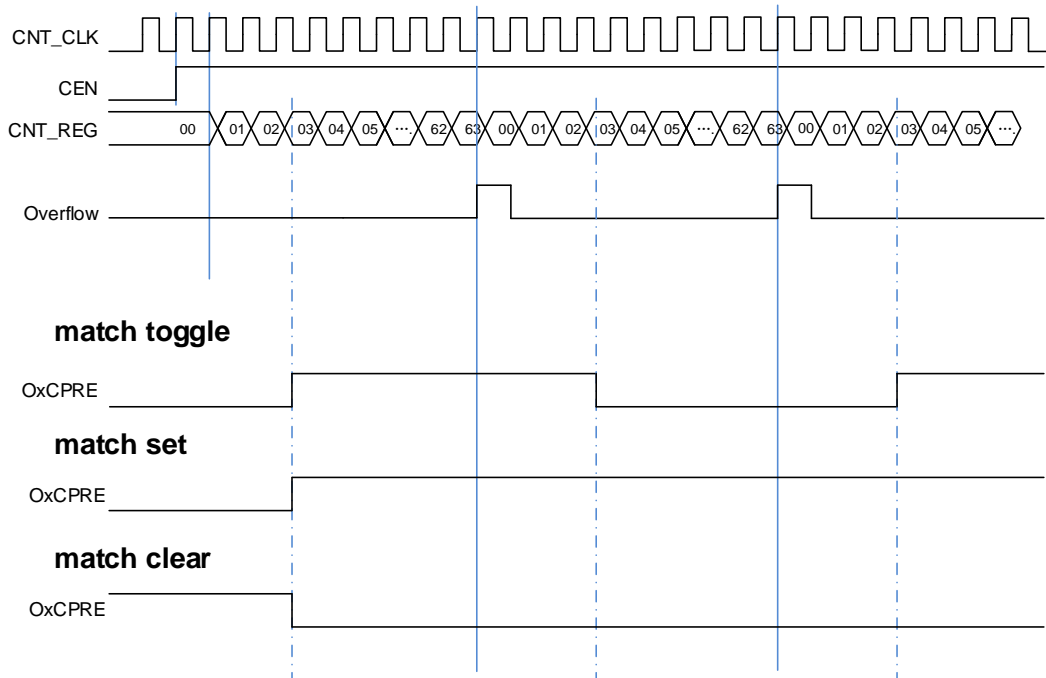 CNT_CLK
CEN
CNT_REG 00 01 02 03 04 05 ···. 62 63 00 01 02 03 04 05 ···. 62 63 00 01 02 03 04 05 ···.
Overflow
match toggle
OxCPRE
match set
OxCPRE
match clear
OxCPRE